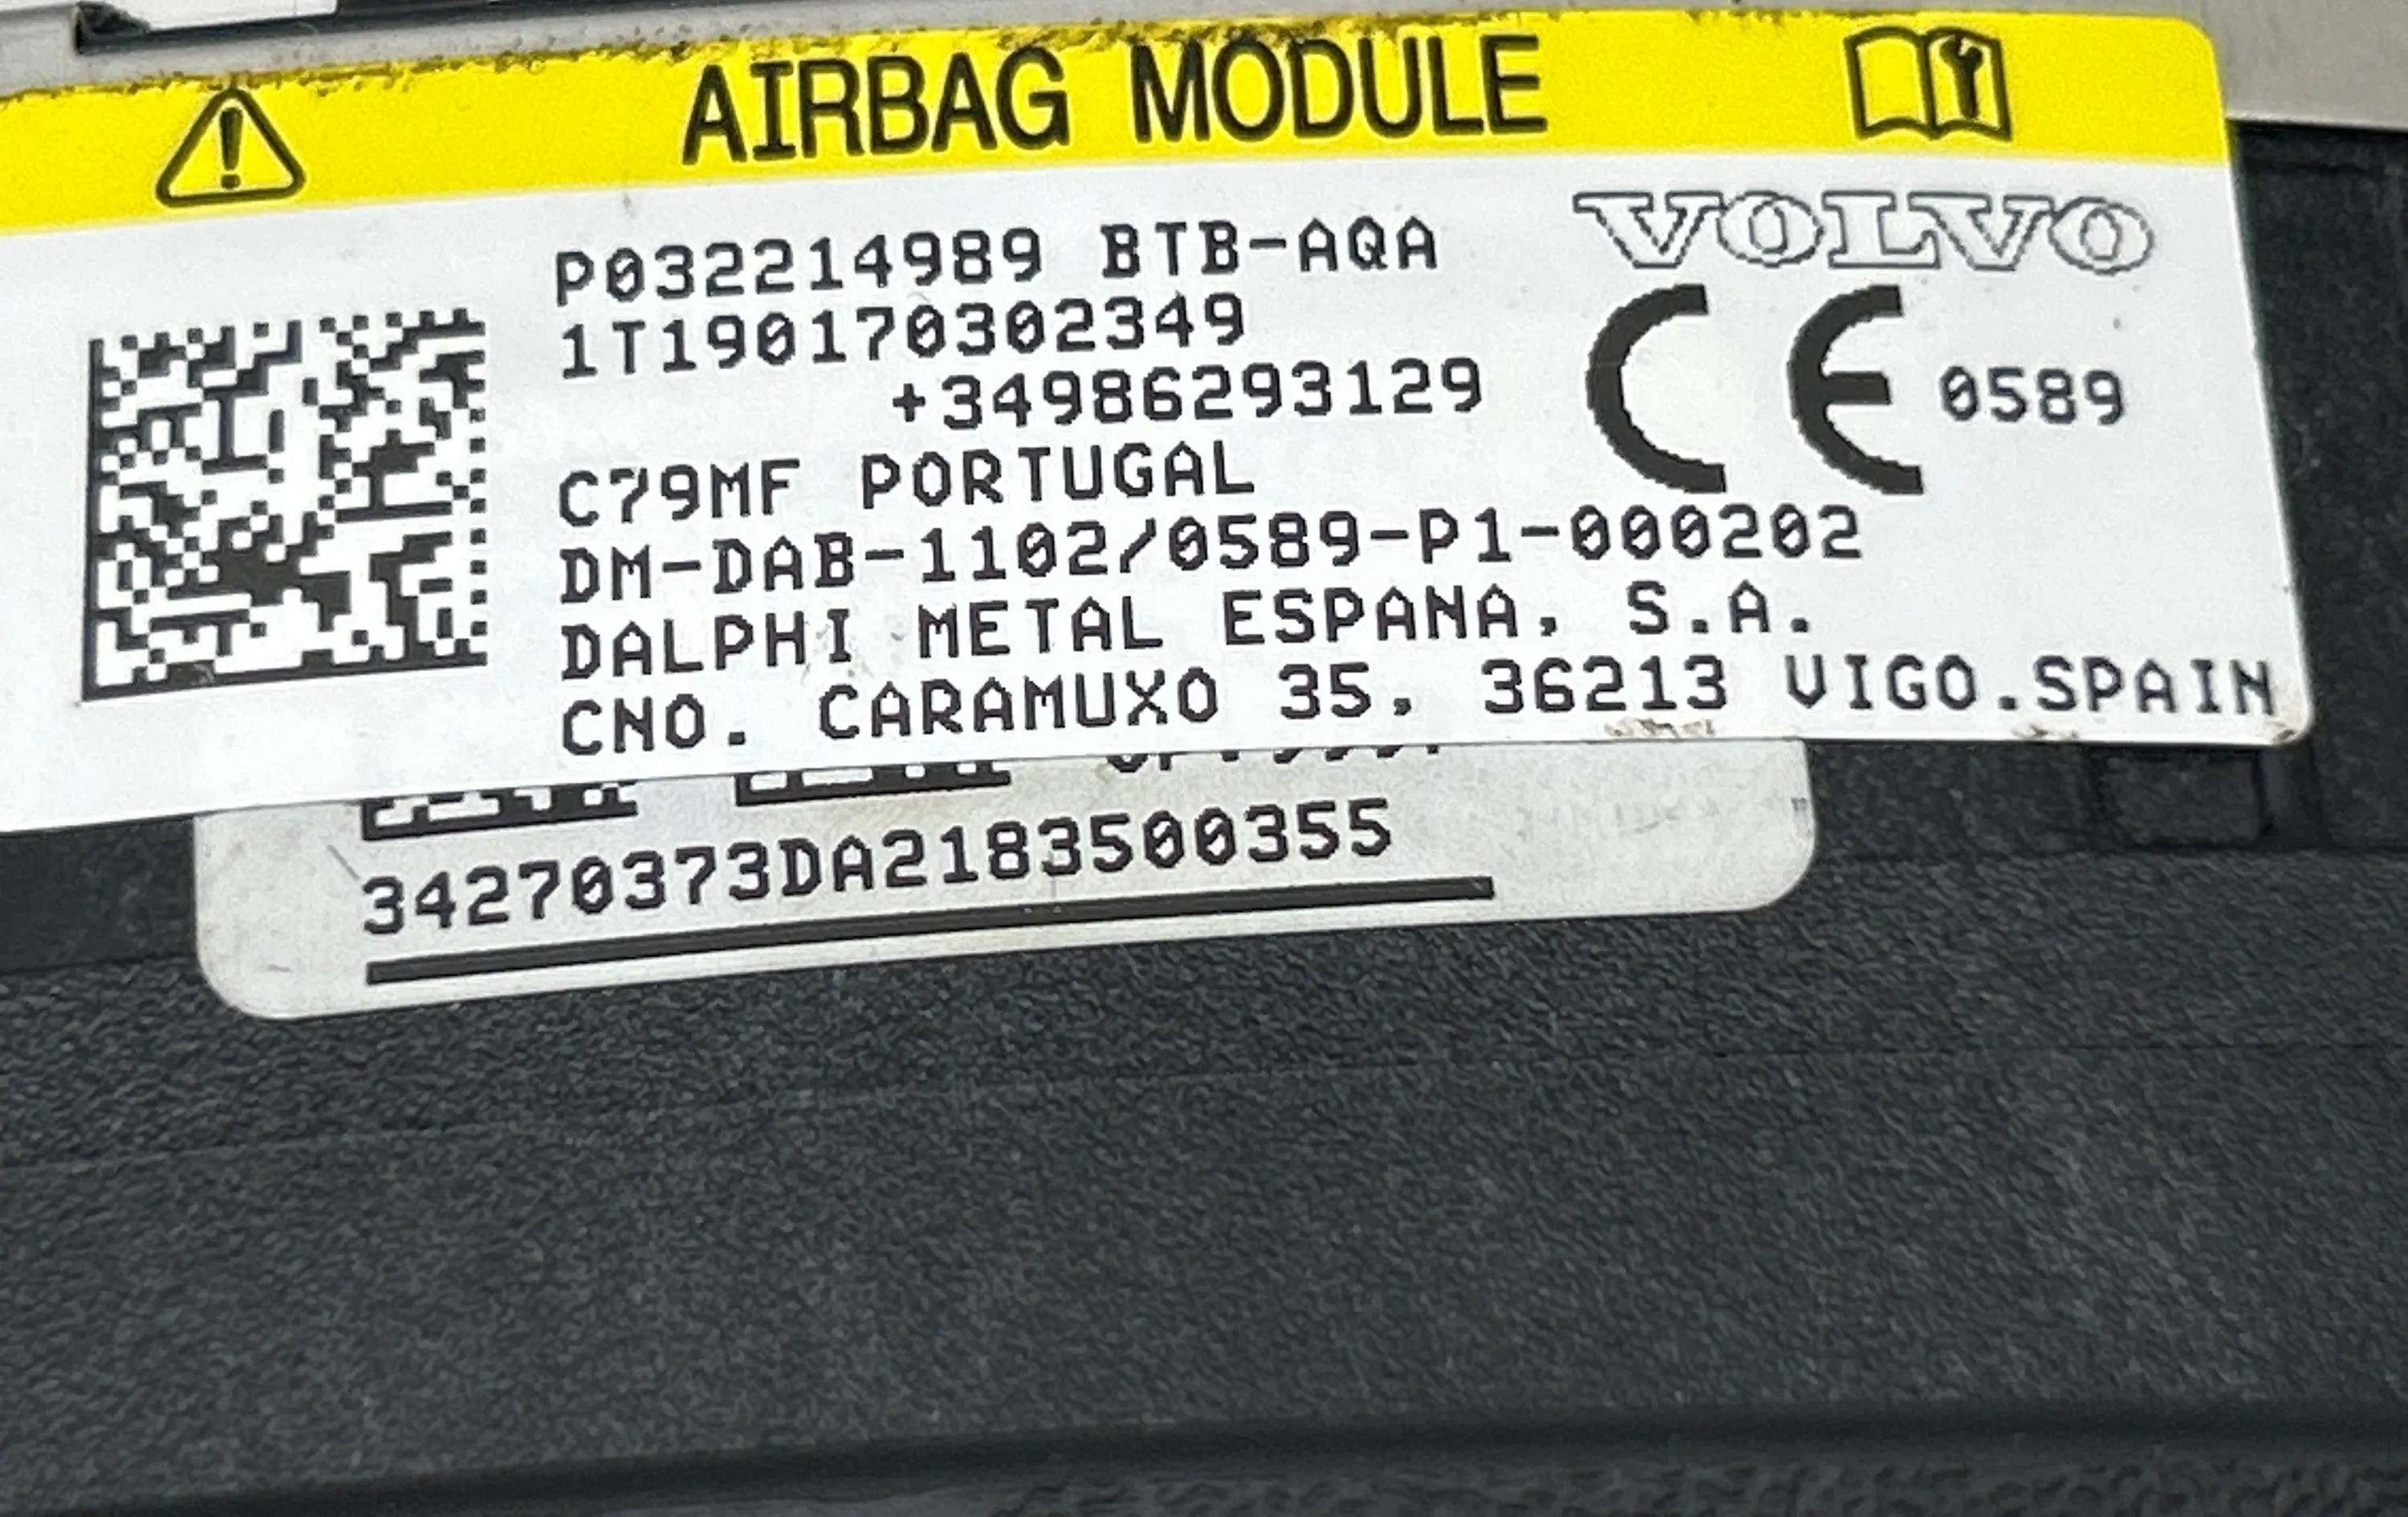 AIRBAG MODULE
P032214989 BTB-AQA
VOLVO
1T190170302349
+34986293129
CE 0589
C79MF PORTUGAL
DM-DAB-1102/0589-P1-000202
DALPHI METAL ESPANA, S.A.
CNO. CARAMUXO 35, 36213 VIGO.SPAIN
34270373DA2183500355